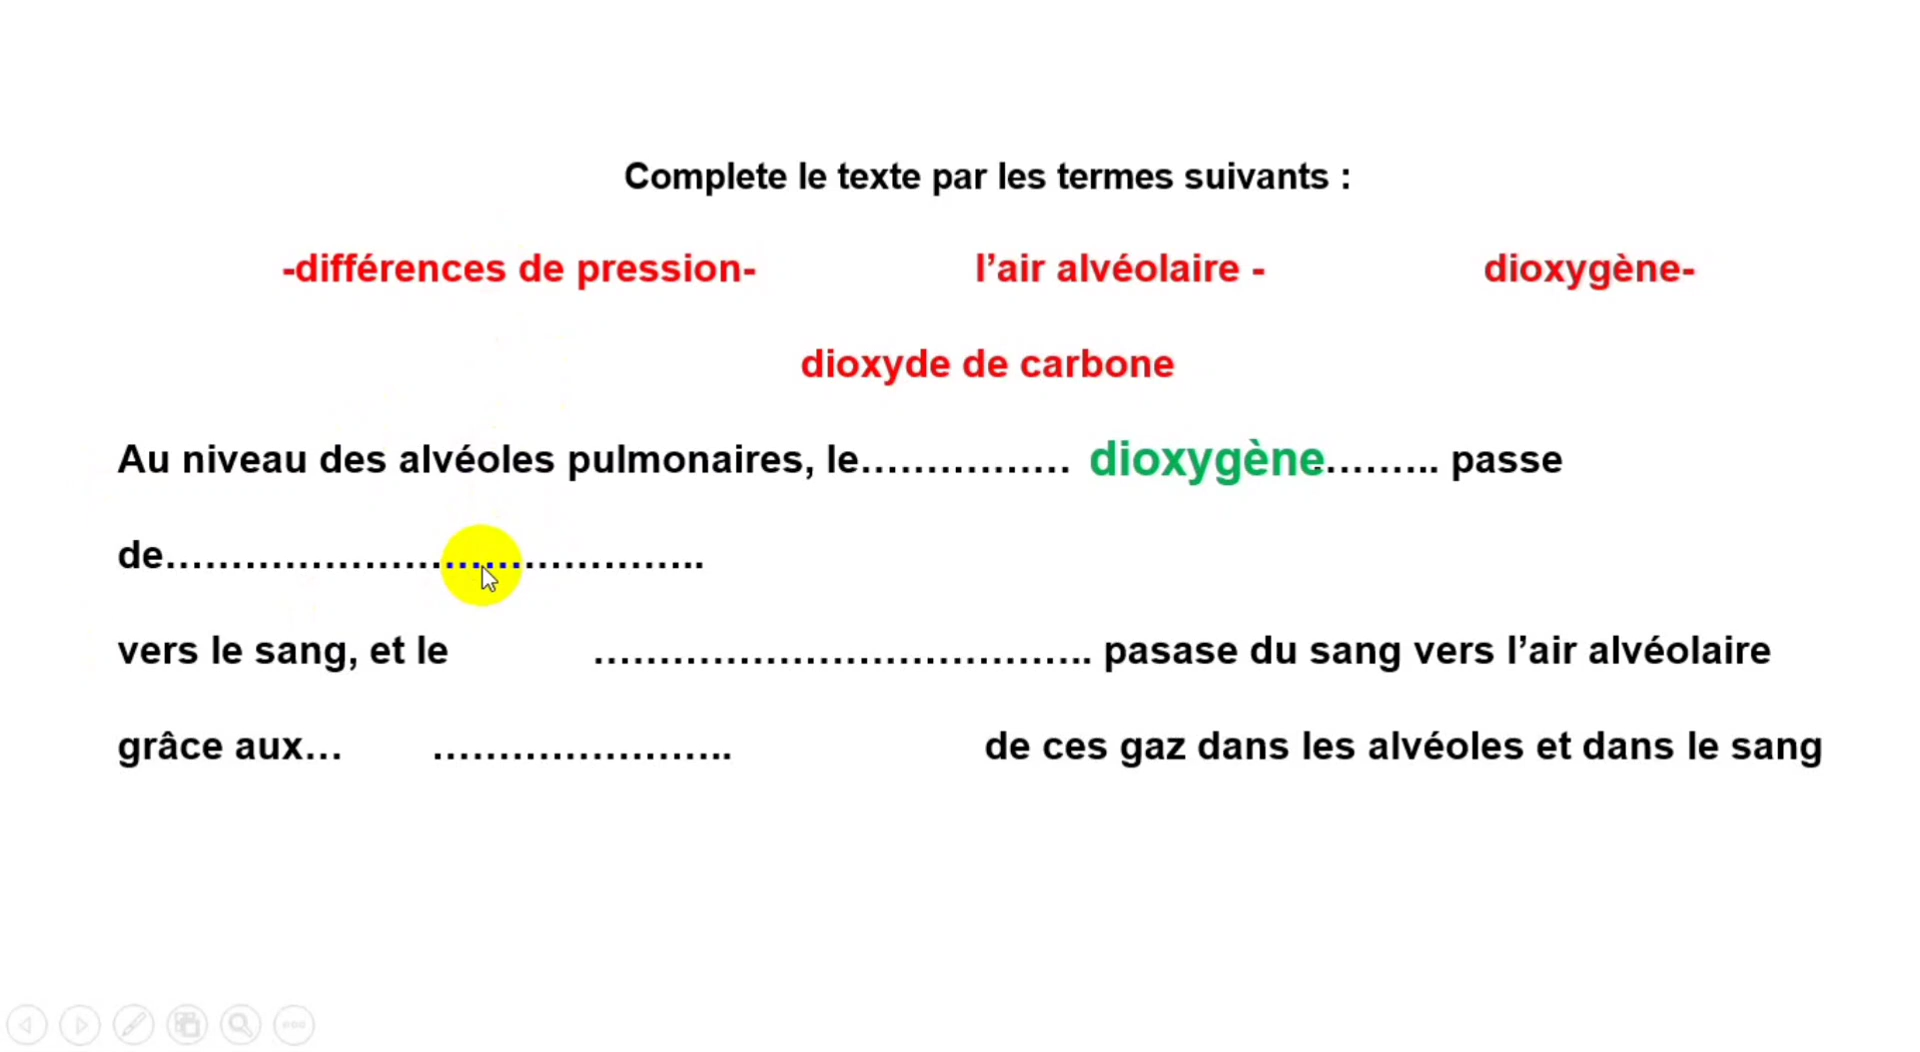 Complete le texte par les termes suivants :
-différences de pression- l’air alvéolaire - dioxygène-
dioxyde de carbone
Au niveau des alvéoles pulmonaires, le................ dioxygène.......... passe
de..........................................
vers le sang, et le ...................................... pasase du sang vers l’air alvéolaire
grâce aux... ....................... de ces gaz dans les alvéoles et dans le sang